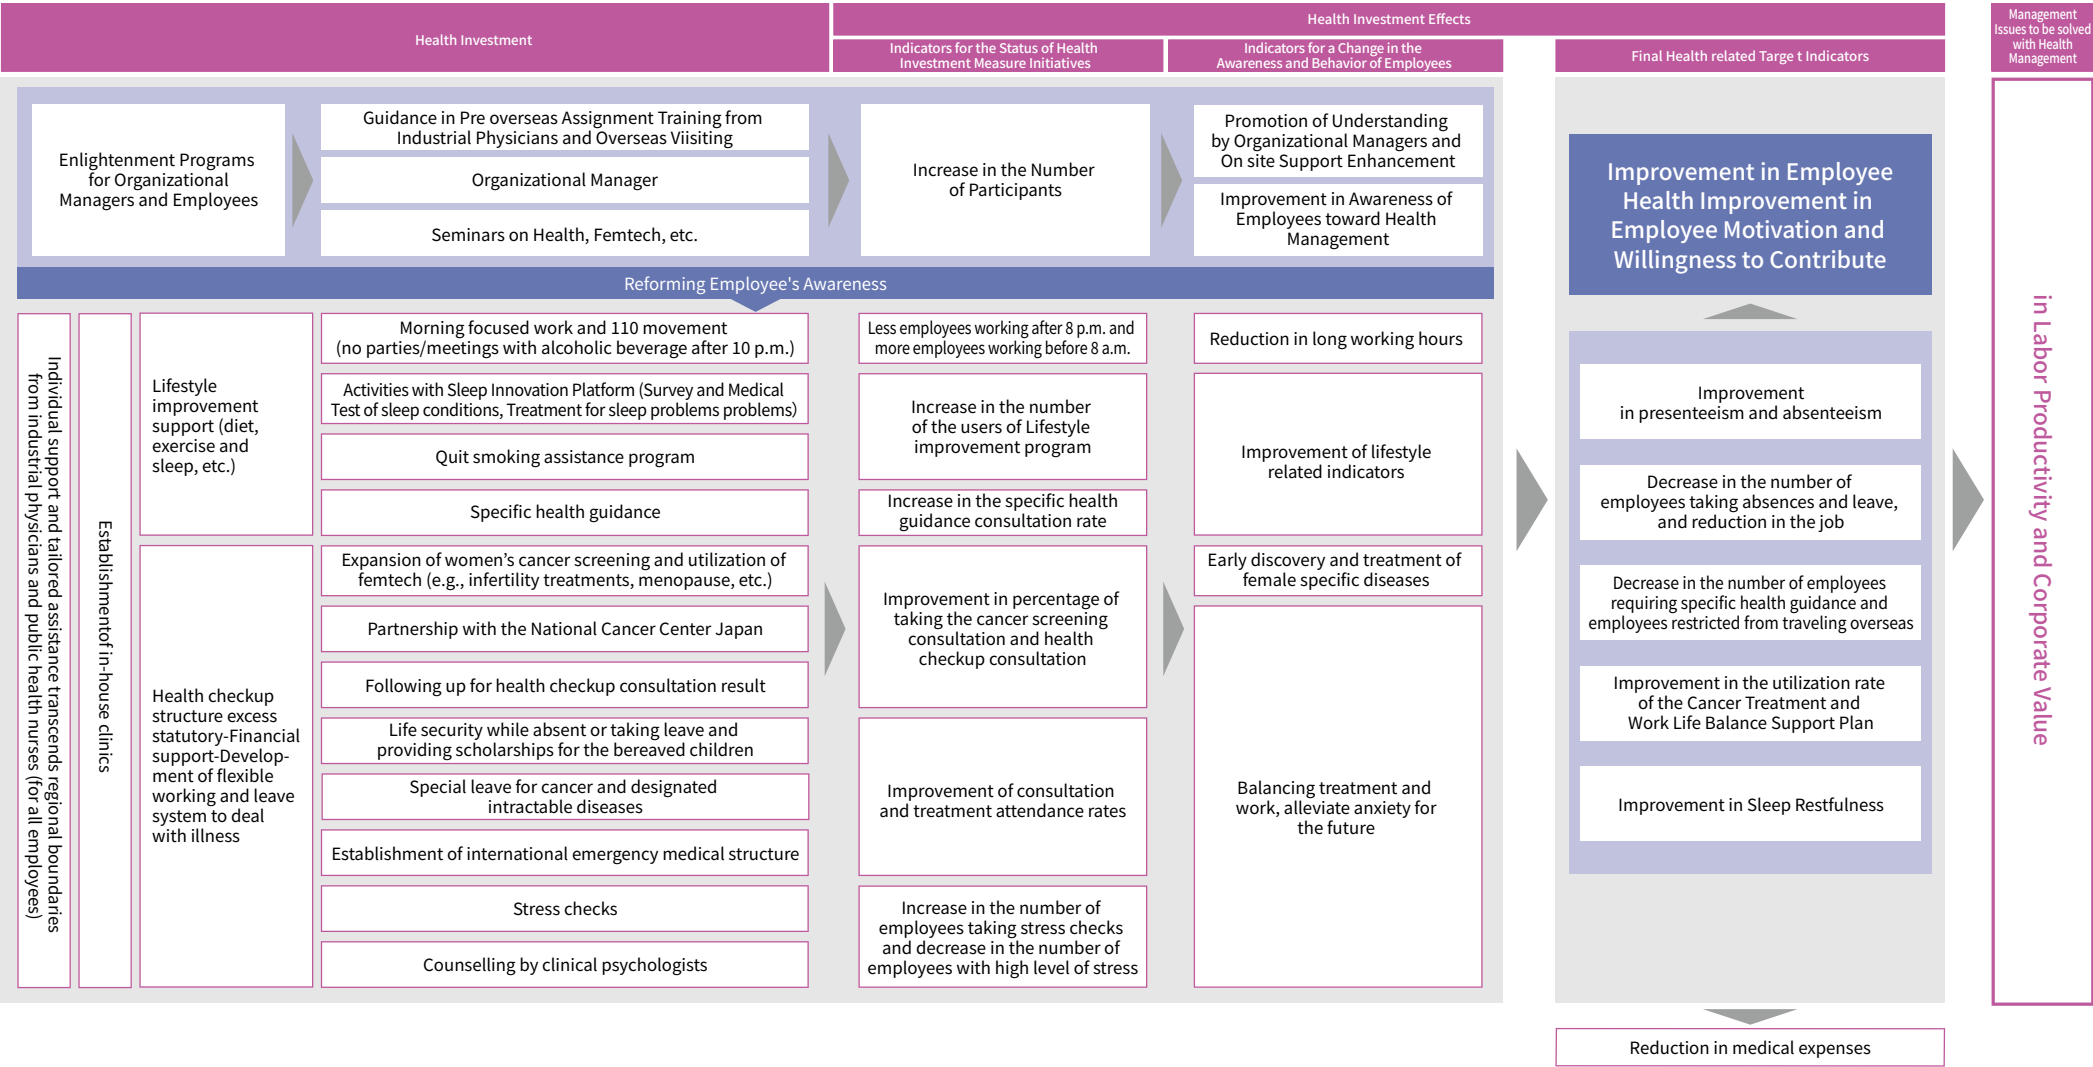 Health Investment
Health Investment Effects
Indicators for the Status of Health
Investment Measure Initiatives
Indicators for a Change in the
Awareness and Behavior of Employees
Final Health related Targe t Indicators
Management
Issues to be solved
with Health
Management
Enlightenment Programs
for Organizational
Managers and Employees
Guidance in Pre overseas Assignment Training from
Industrial Physicians and Overseas Viisiting
Organizational Manager
Seminars on Health, Femtech, etc.
Increase in the Number
of Participants
Promotion of Understanding
by Organizational Managers and
On site Support Enhancement
Improvement in Awareness of
Employees toward Health
Management
Reforming Employee's Awareness
Individual support and tailored assistance transcends regional boundaries
from industrial physicians and public health nurses (for all employees)
Establishmentof in-house clinics
Lifestyle
improvement
support (diet,
exercise and
sleep, etc.)
Morning focused work and 110 movement
(no parties/meetings with alcoholic beverage after 10 p.m.)
Activities with Sleep Innovation Platform (Survey and Medical
Test of sleep conditions, Treatment for sleep problems problems)
Quit smoking assistance program
Specific health guidance
Less employees working after 8 p.m. and
more employees working before 8 a.m.
Increase in the number
of the users of Lifestyle
improvement program
Increase in the specific health
guidance consultation rate
Reduction in long working hours
Improvement of lifestyle
related indicators
Health checkup
structure excess
statutory-Financial
support-Develop-
ment of flexible
working and leave
system to deal
with illness
Expansion of women’s cancer screening and utilization of
femtech (e.g., infertility treatments, menopause, etc.)
Partnership with the National Cancer Center Japan
Following up for health checkup consultation result
Life security while absent or taking leave and
providing scholarships for the bereaved children
Special leave for cancer and designated
intractable diseases
Establishment of international emergency medical structure
Stress checks
Counselling by clinical psychologists
Improvement in percentage of
taking the cancer screening
consultation and health
checkup consultation
Improvement of consultation
and treatment attendance rates
Increase in the number of
employees taking stress checks
and decrease in the number of
employees with high level of stress
Early discovery and treatment of
female specific diseases
Balancing treatment and
work, alleviate anxiety for
the future
Improvement in Employee
Health Improvement in
Employee Motivation and
Willingness to Contribute
Improvement
in presenteeism and absenteeism
Decrease in the number of
employees taking absences and leave,
and reduction in the job
Decrease in the number of employees
requiring specific health guidance and
employees restricted from traveling overseas
Improvement in the utilization rate
of the Cancer Treatment and
Work Life Balance Support Plan
Improvement in Sleep Restfulness
Reduction in medical expenses
in Labor Productivity and Corporate Value